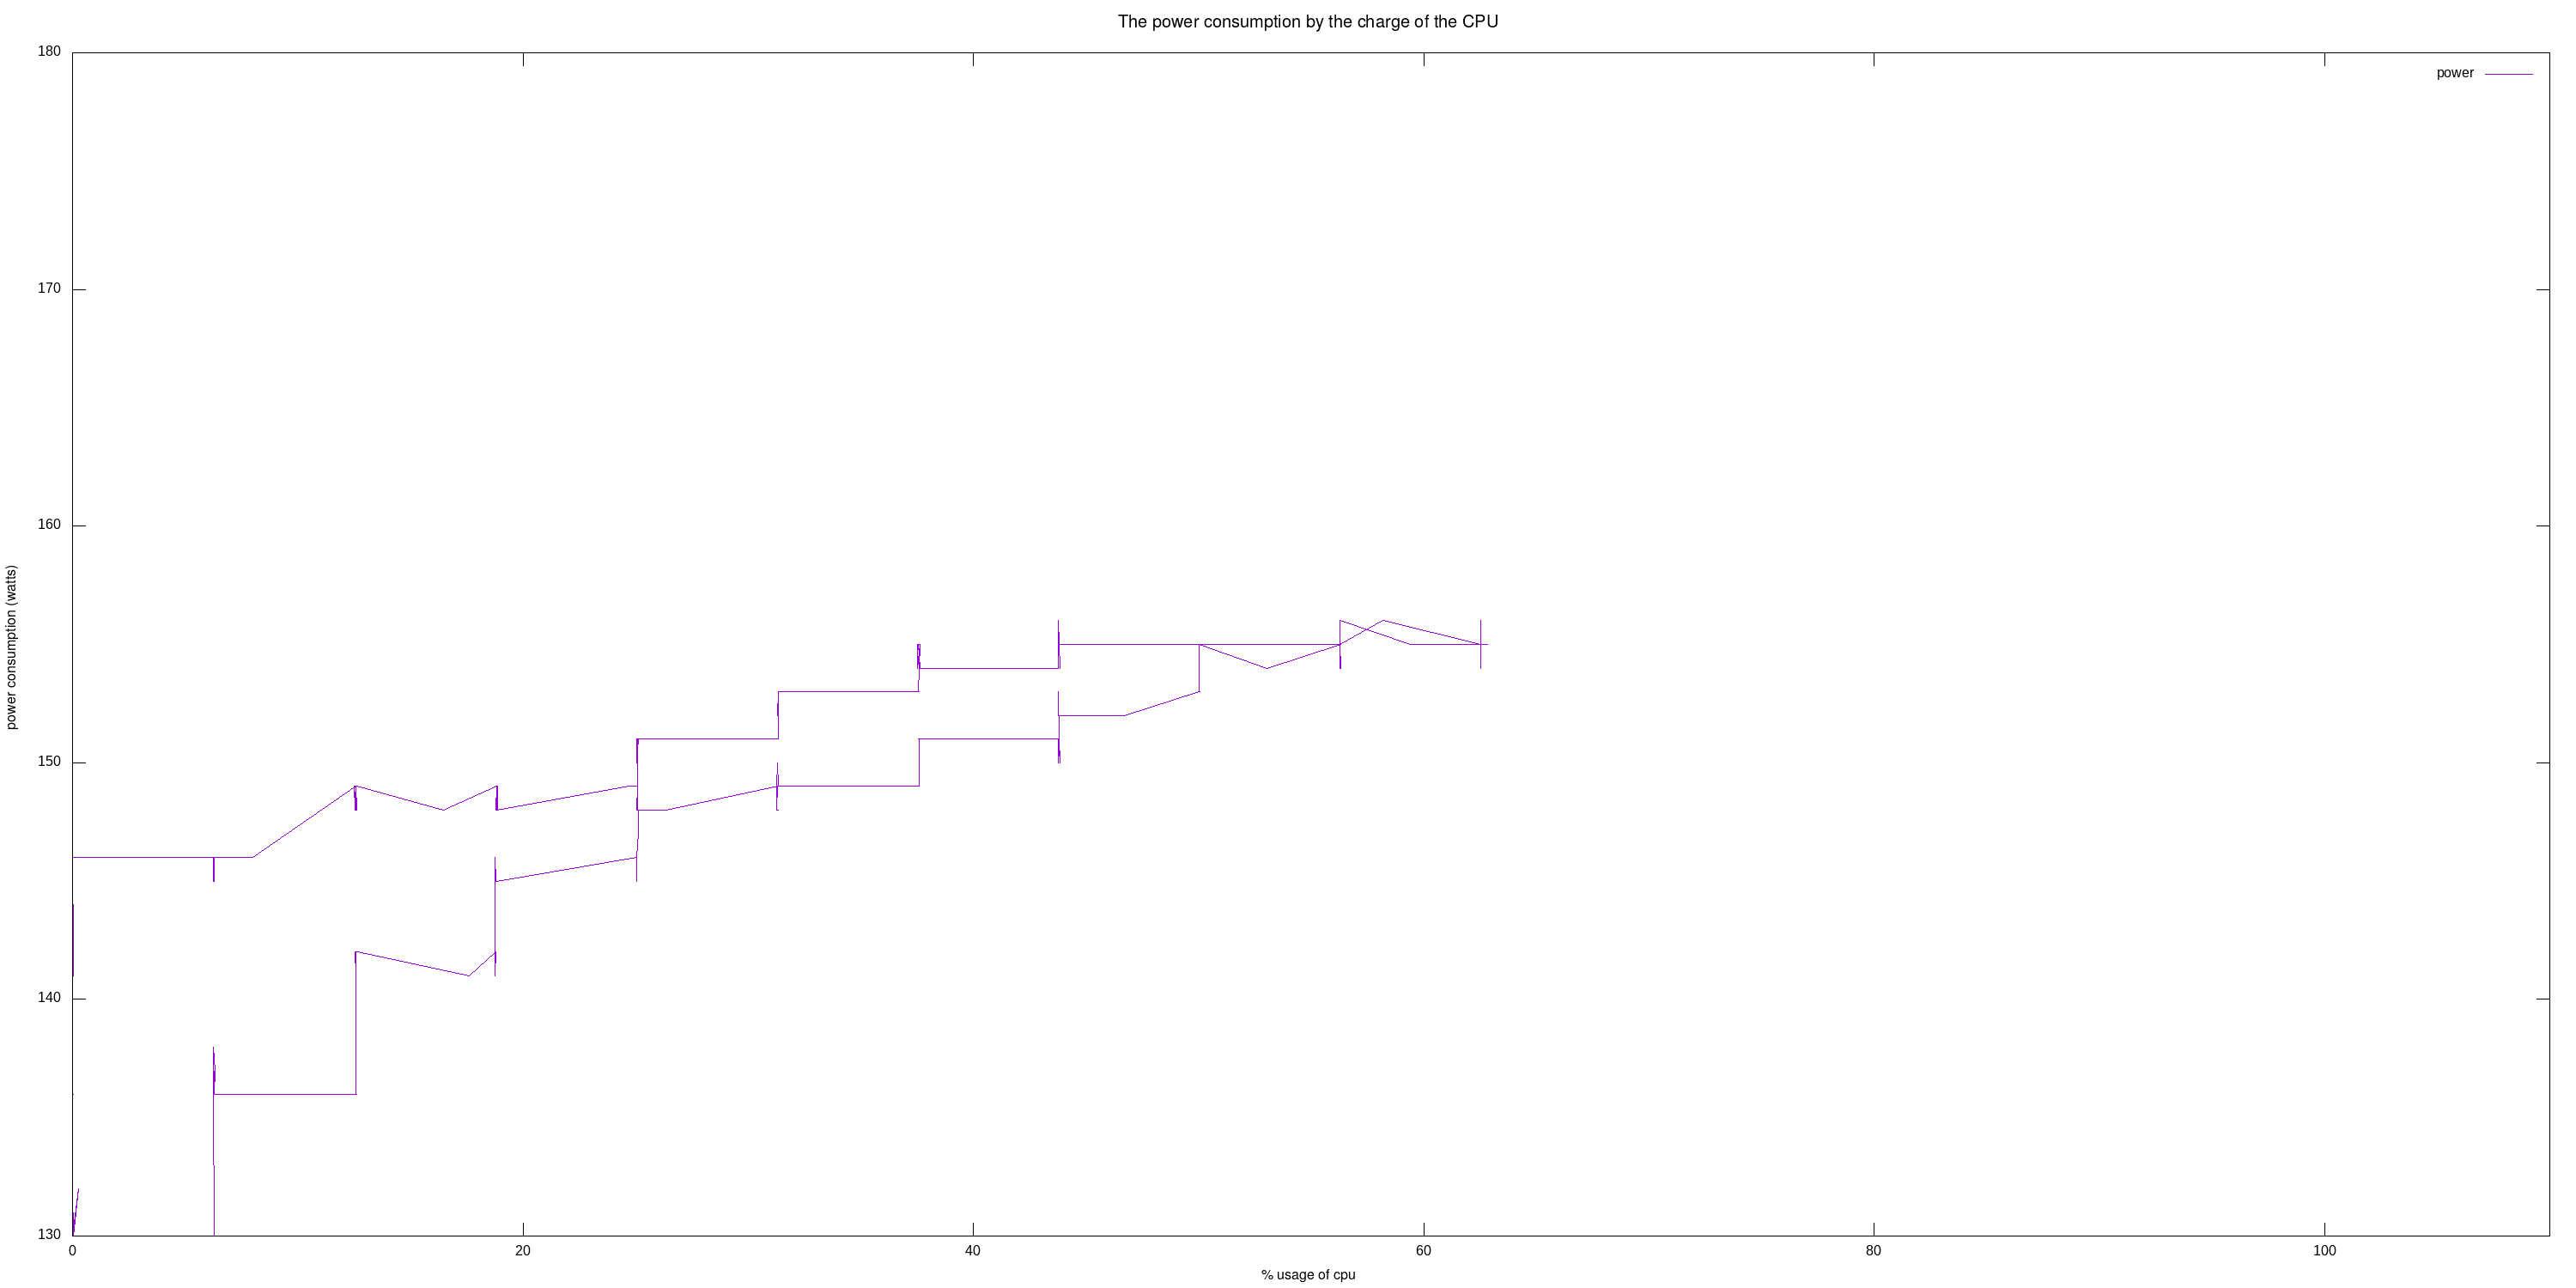 The power consumption by the charge of the CPU
power
180
170
160
150
140
130
0 20 40 60 80 100
power consumption (watts)
% usage of cpu